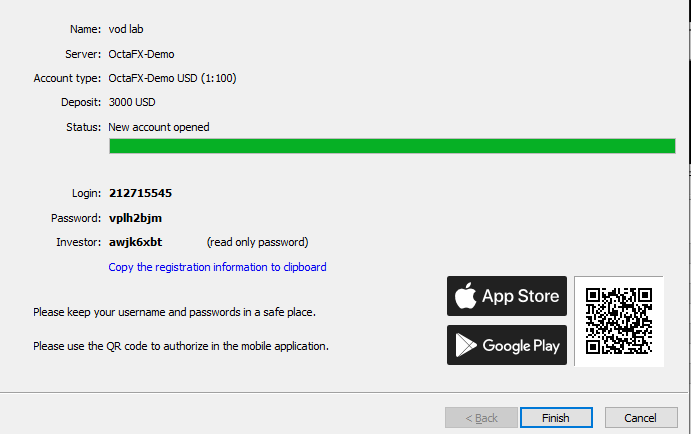 Name: vod lab
Server: OctaFX-Demo
Account type: OctaFX-Demo USD (1:100)
Deposit: 3000 USD
Status: New account opened
Login: 212715545
Password: vplh2bjm
Investor: awjk6xbt (read only password)
Copy the registration information to clipboard
App Store
Please keep your username and passwords in a safe place.
Google Play
Please use the QR code to authorize in the mobile application.
< Back Finish Cancel